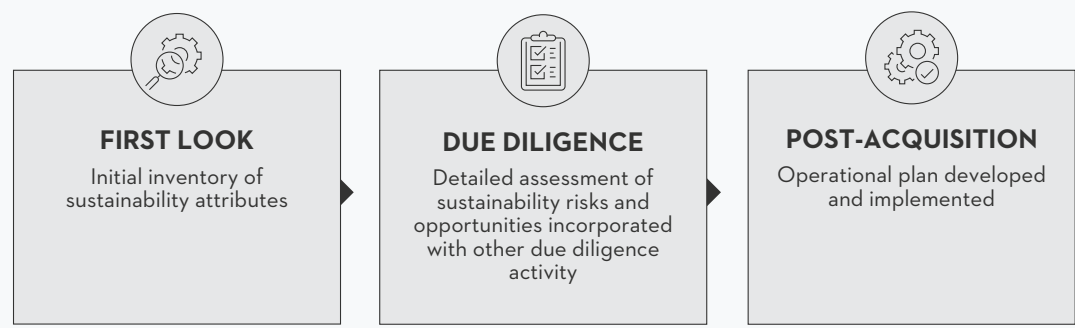 FIRST LOOK
Initial inventory of
sustainability attributes
DUE DILIGENCE
Detailed assessment of
sustainability risks and
opportunities incorporated
with other due diligence
activity
POST-ACQUISITION
Operational plan developed
and implemented